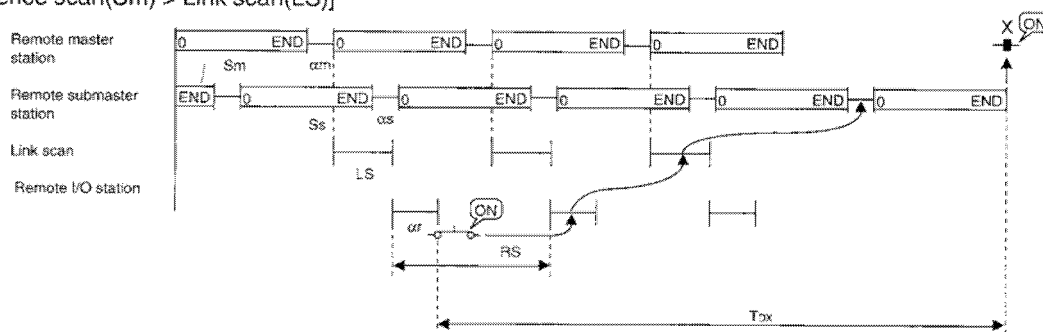 ence scan(Sm) > Link scan(LS)]
X ON
Remote master
station
0 END 0 END 0 END 0 END
Sm αm
Remote submaster
station
END 0 END 0 END 0 END 0 END 0 END
Ss αs
Link scan
LS
Remote I/O station
ON
αr
RS
TDX